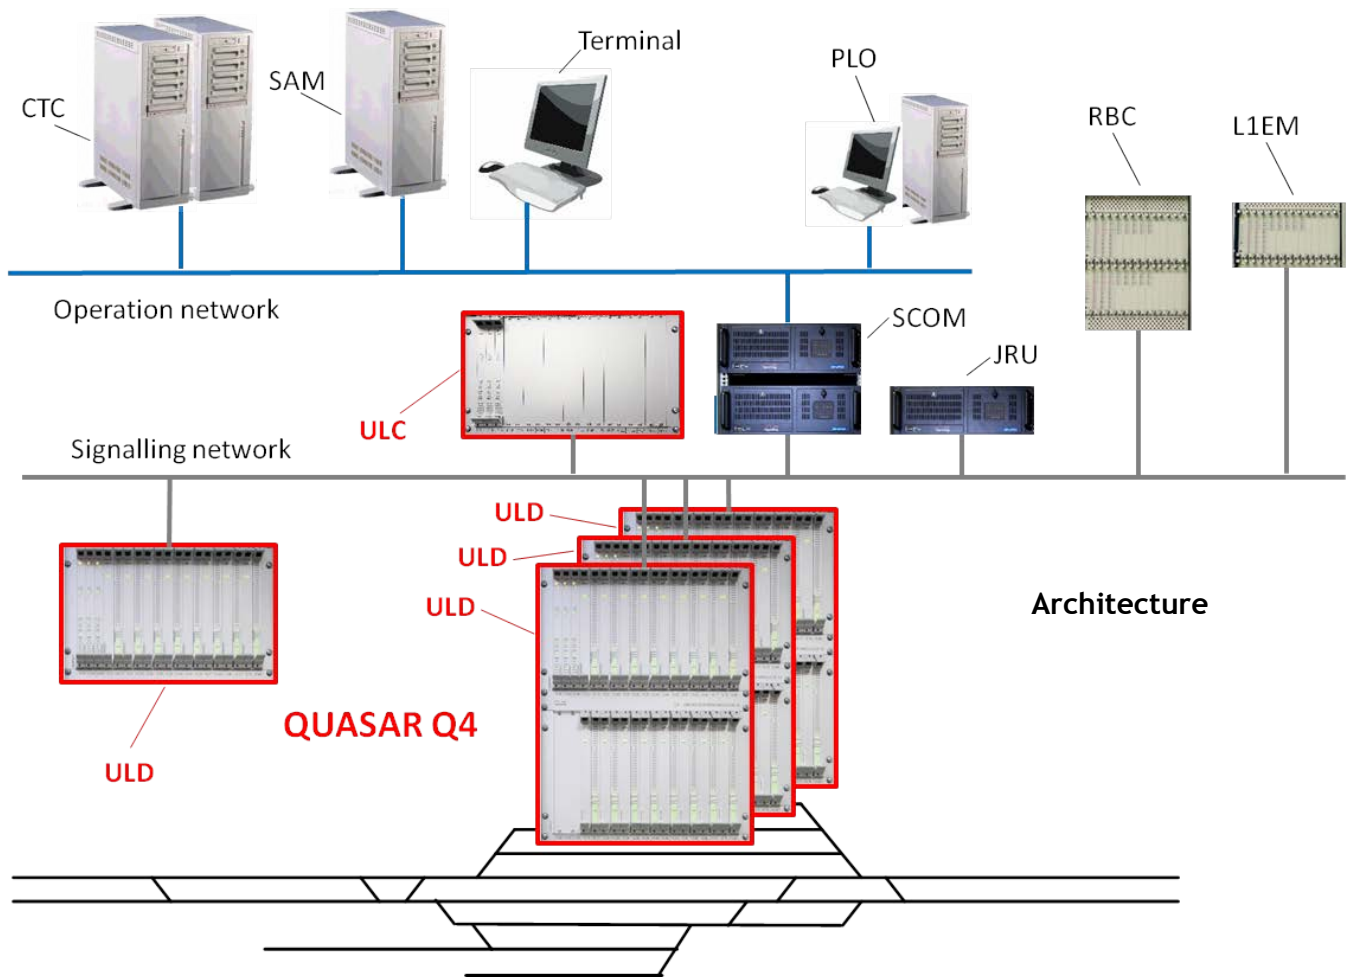 Terminal
PLO
SAM
CTC
RBC
L1EM
Operation network
SCOM
JRU
ULC
Signalling network
ULD
ULD
ULD
Architecture
QUASAR Q4
ULD